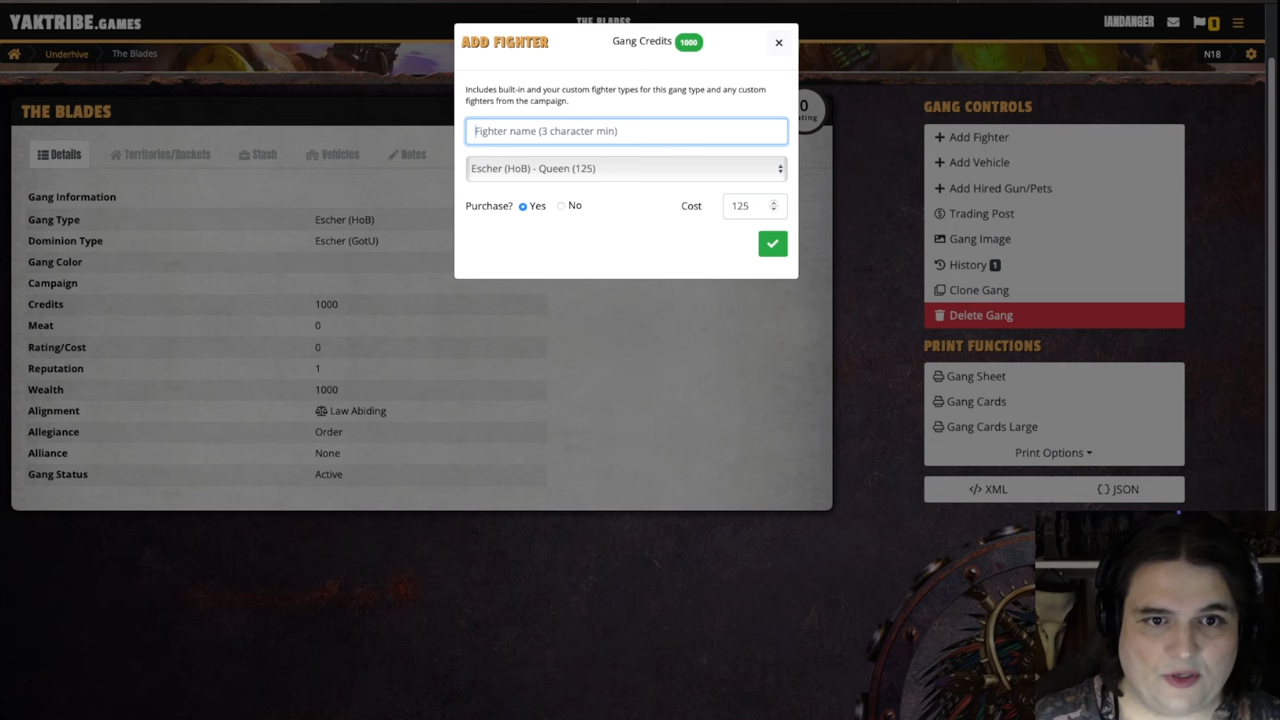 YAKTRIBE.GAMES
THE BLADES
IANDANGER
1
Underhive
The Blades
N18
ADD FIGHTER
Gang Credits 1000
Includes built-in and your custom fighter types for this gang type and any custom
fighters from the campaign.
Fighter name (3 character min)
Escher (HoB) - Queen (125)
Purchase? Yes No Cost 125
THE BLADES
0
Details
Territories/Rackets
Stash
Vehicles
Notes
Gang Information
Gang Type Escher (HoB)
Dominion Type Escher (GotU)
Gang Color
Campaign
Credits 1000
Meat 0
Rating/Cost 0
Reputation 1
Wealth 1000
Alignment Law Abiding
Allegiance Order
Alliance None
Gang Status Active
GANG CONTROLS
+ Add Fighter
+ Add Vehicle
+ Add Hired Gun/Pets
Trading Post
Gang Image
History 1
Clone Gang
Delete Gang
PRINT FUNCTIONS
Gang Sheet
Gang Cards
Gang Cards Large
Print Options
</> XML
{} JSON